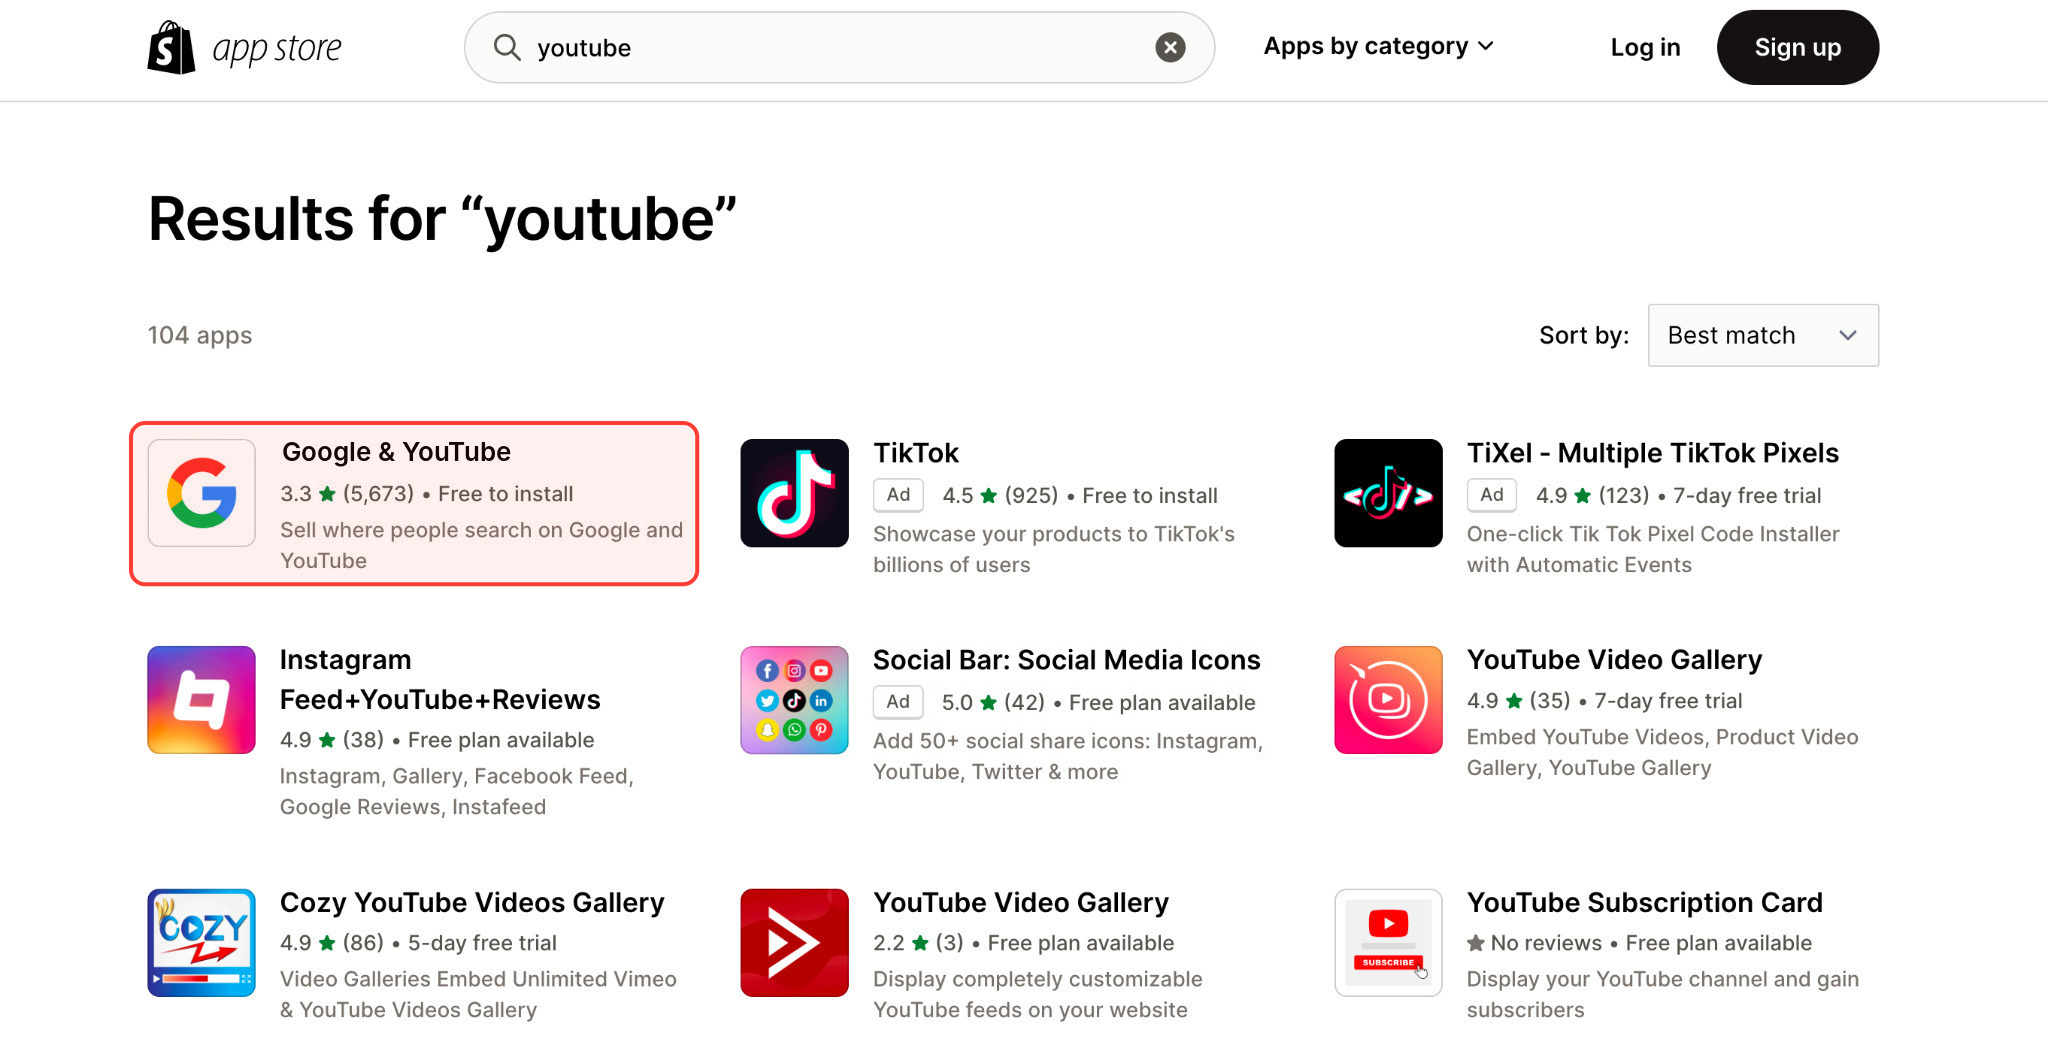 S app store
youtube
Apps by category
Log in
Sign up
Results for “youtube”
104 apps
Sort by:
Best match
Google & YouTube
3.3 ★ (5,673) • Free to install
Sell where people search on Google and
YouTube
TikTok
Ad 4.5 ★ (925) • Free to install
Showcase your products to TikTok's
billions of users
TiXel - Multiple TikTok Pixels
Ad 4.9 ★ (123) • 7-day free trial
One-click Tik Tok Pixel Code Installer
with Automatic Events
Instagram
Feed+YouTube+Reviews
4.9 ★ (38) • Free plan available
Instagram, Gallery, Facebook Feed,
Google Reviews, Instafeed
Social Bar: Social Media Icons
Ad 5.0 ★ (42) • Free plan available
Add 50+ social share icons: Instagram,
YouTube, Twitter & more
YouTube Video Gallery
4.9 ★ (35) • 7-day free trial
Embed YouTube Videos, Product Video
Gallery, YouTube Gallery
COZY
Cozy YouTube Videos Gallery
4.9 ★ (86) • 5-day free trial
Video Galleries Embed Unlimited Vimeo
& YouTube Videos Gallery
YouTube Video Gallery
2.2 ★ (3) • Free plan available
Display completely customizable
YouTube feeds on your website
SUBSCRIBE
YouTube Subscription Card
★ No reviews • Free plan available
Display your YouTube channel and gain
subscribers